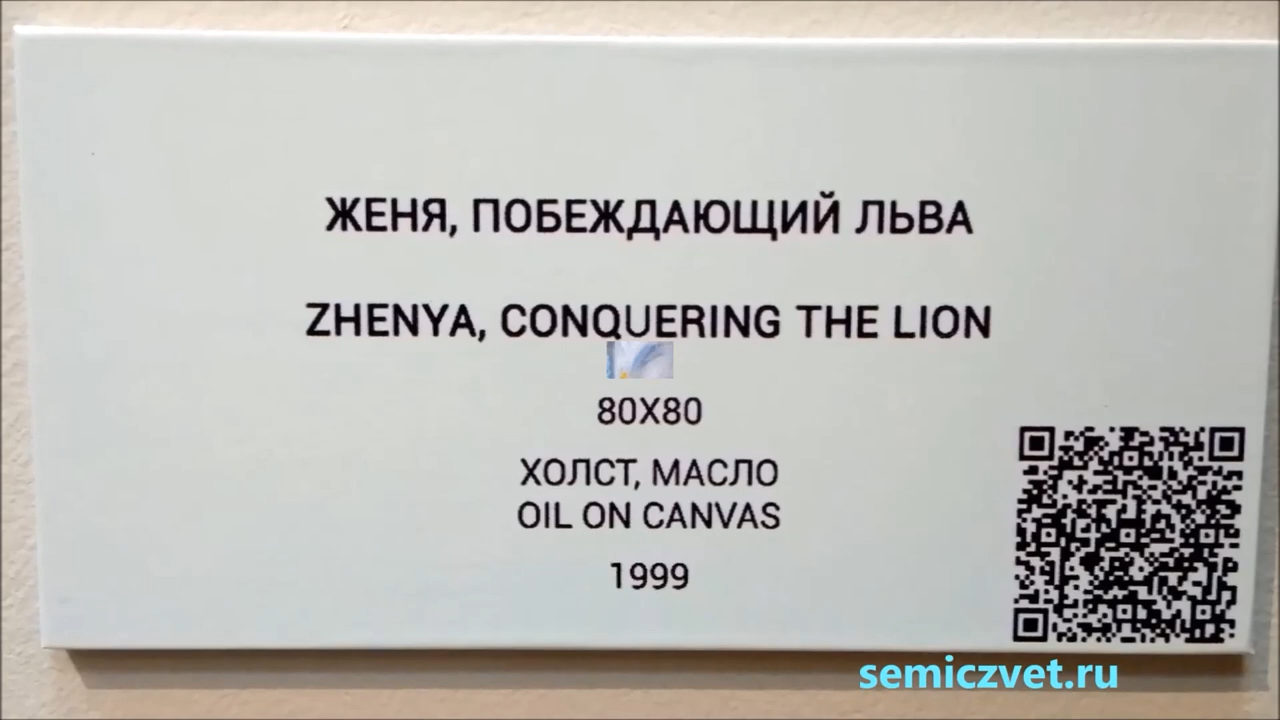 ЖЕНЯ, ПОБЕЖДАЮЩИЙ ЛЬВА
ZHENYA, CONQUERING THE LION
80X80
ХОЛСТ, МАСЛО
OIL ON CANVAS
1999
semiczvet.ru